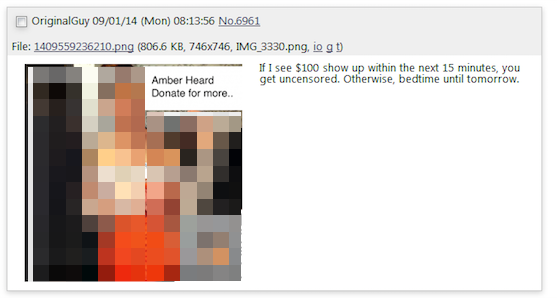 OriginalGuy 09/01/14 (Mon) 08:13:56 No.6961
File: 1409559236210.png (806.6 KB, 746x746, IMG_3330.png, io g t)
Amber Heard
Donate for more..
If I see $100 show up within the next 15 minutes, you
get uncensored. Otherwise, bedtime until tomorrow.